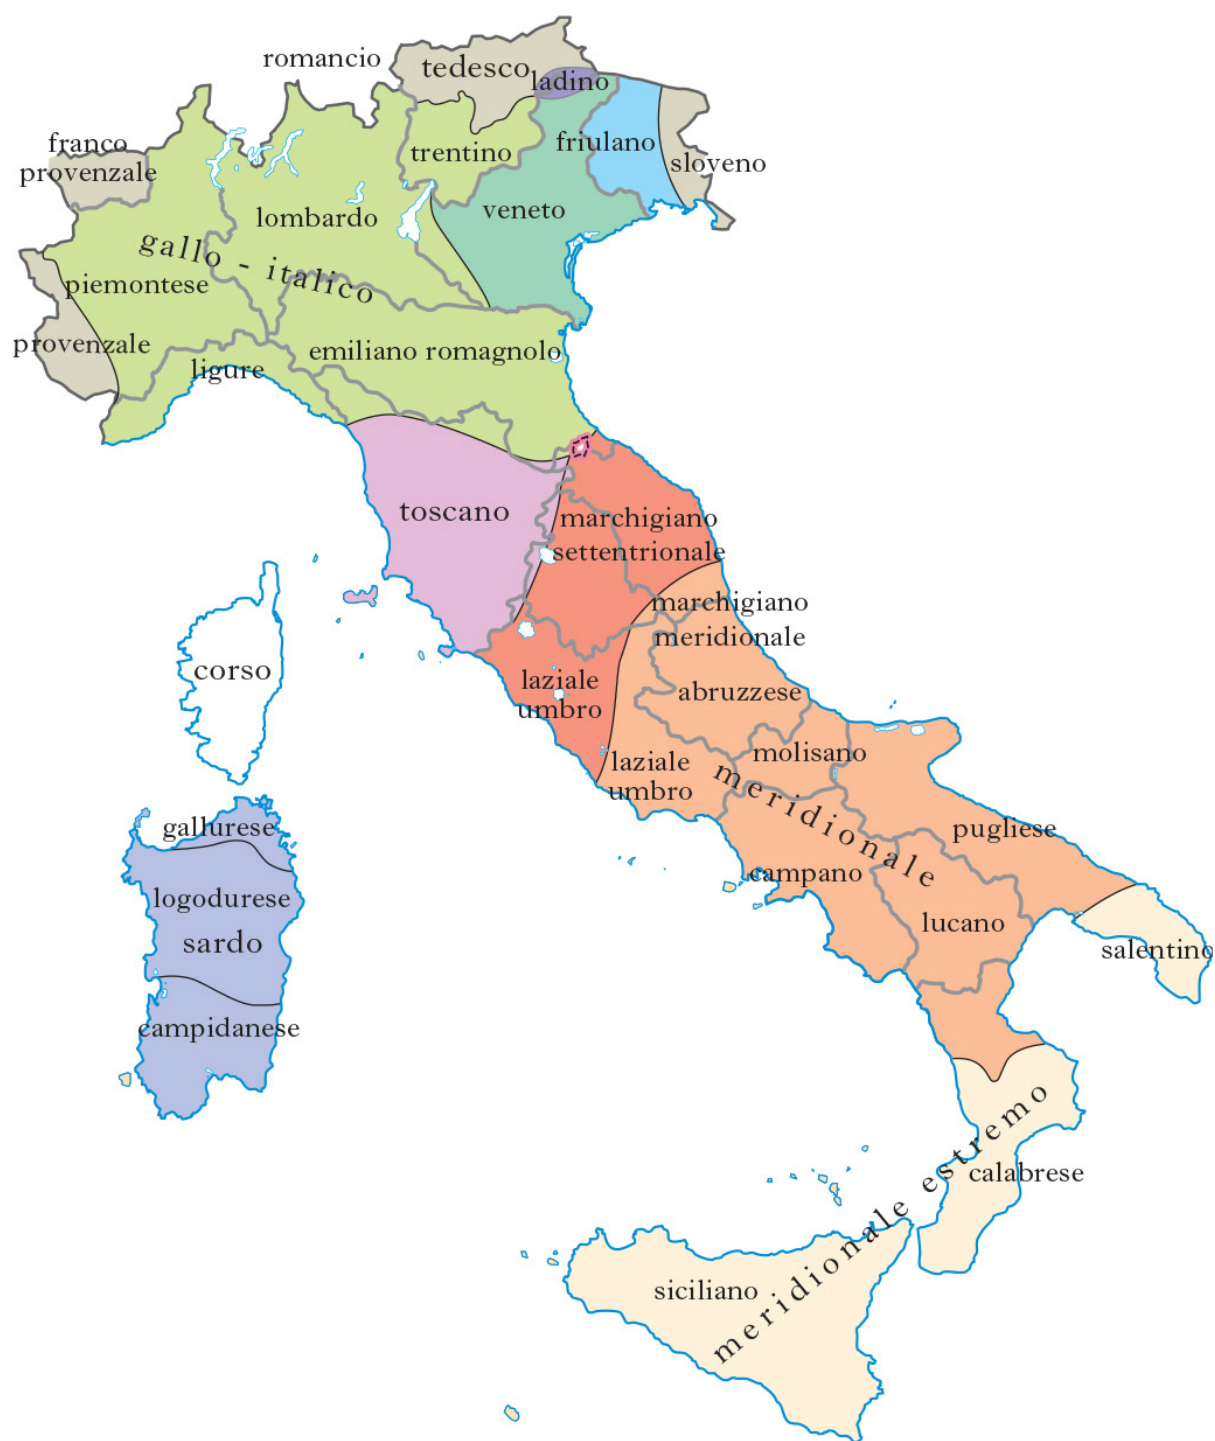 romancio
tedesco
ladino
franco
provenzale
trentino
friulano
sloveno
lombardo
veneto
gallo - italico
piemontese
provenzale
emiliano romagnolo
ligure
toscano
marchigiano
settentrionale
marchigiano
meridionale
corso
laziale
umbro
abruzzese
laziale
umbro
molisano
meridionale
gallurese
pugliese
campano
logodurese
lucano
sardo
salentino
campidanese
meridionale estremo
calabrese
siciliano